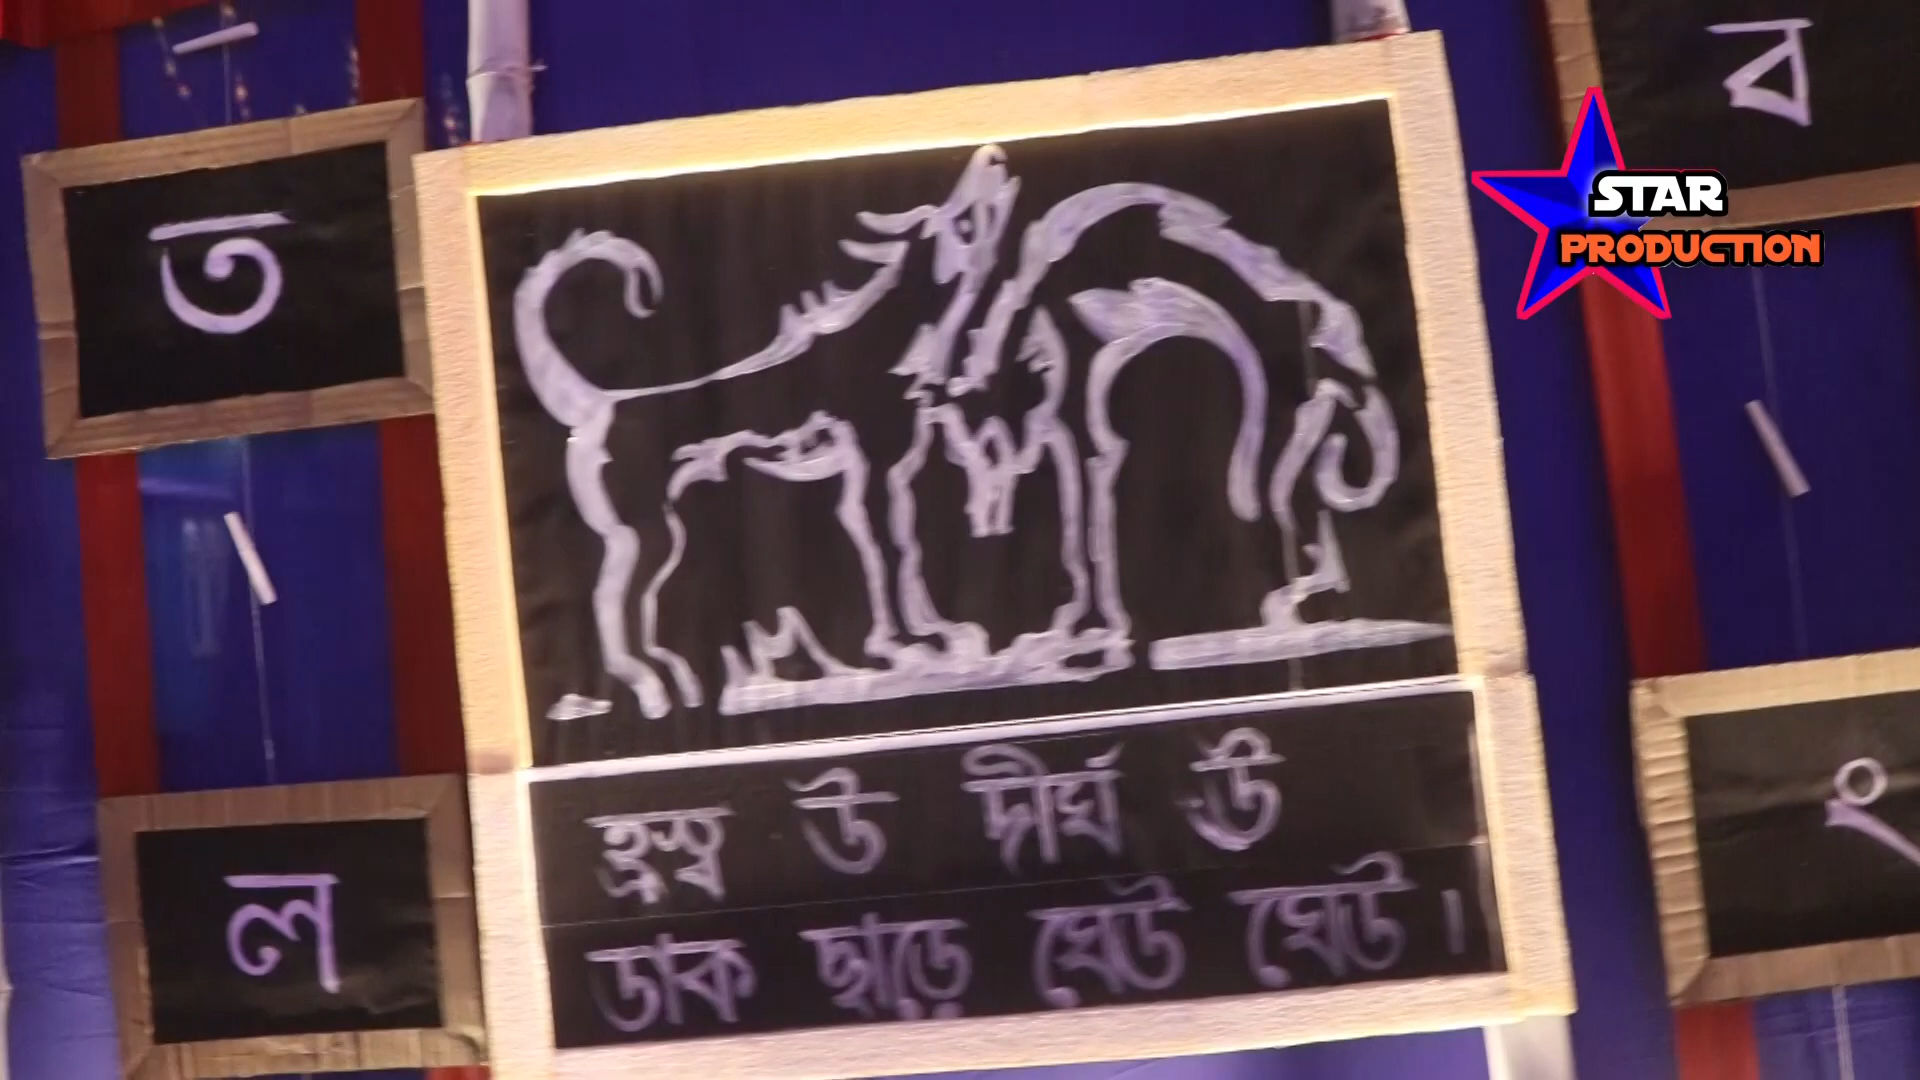 ত
ব
STAR
PRODUCTION
হ্রস্ব উ দীর্ঘ ঊ
ডাক ছাড়ে ঘেউ ঘেউ।
ল
ং